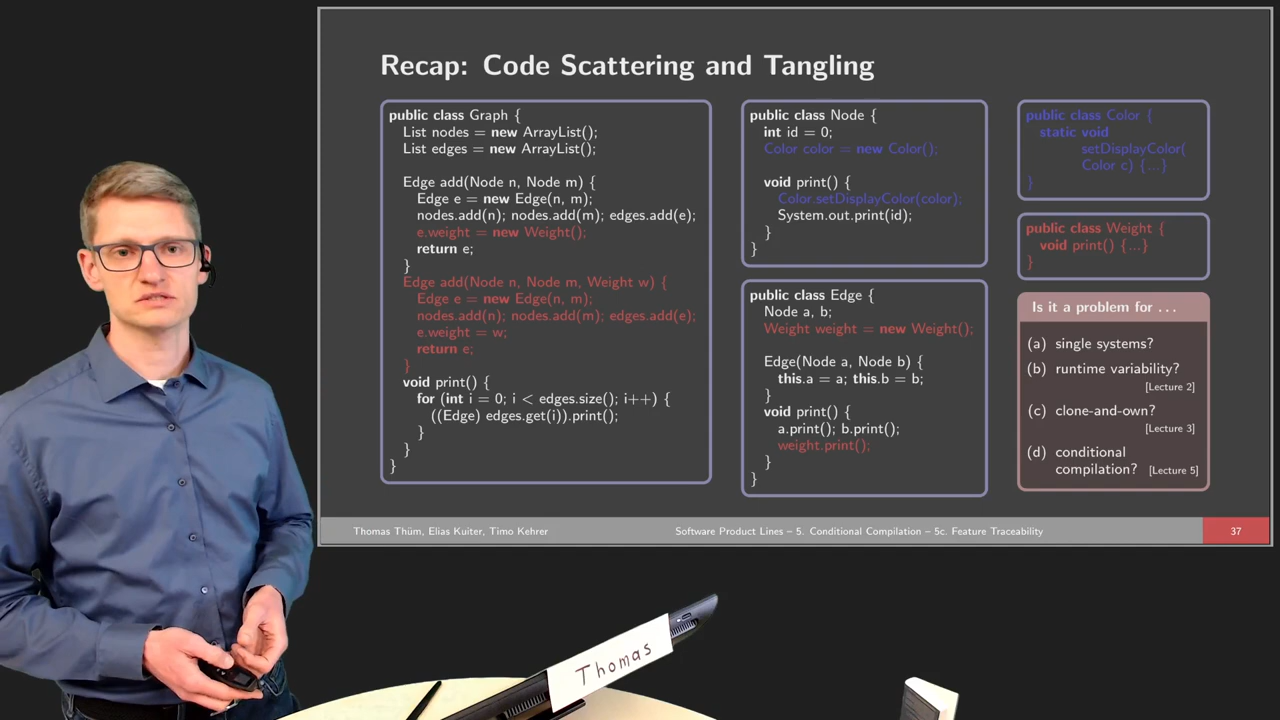 Recap: Code Scattering and Tangling
public class Graph {
List nodes = new ArrayList();
List edges = new ArrayList();
Edge add(Node n, Node m) {
Edge e = new Edge(n, m);
nodes.add(n); nodes.add(m); edges.add(e);
e.weight = new Weight();
return e;
}
Edge add(Node n, Node m, Weight w) {
Edge e = new Edge(n, m);
nodes.add(n); nodes.add(m); edges.add(e);
e.weight = w;
return e;
}
void print() {
for (int i = 0; i < edges.size(); i++) {
((Edge) edges.get(i)).print();
}
}
}
public class Node {
int id = 0;
Color color = new Color();
void print() {
Color.setDisplayColor(color);
System.out.print(id);
}
}
public class Edge {
Node a, b;
Weight weight = new Weight();
Edge(Node a, Node b) {
this.a = a; this.b = b;
}
void print() {
a.print(); b.print();
weight.print();
}
}
public class Color {
static void
setDisplayColor(
Color c) {...}
}
public class Weight {
void print() {...}
}
Is it a problem for ...
(a) single systems?
(b) runtime variability?
[Lecture 2]
(c) clone-and-own?
[Lecture 3]
(d) conditional
compilation? [Lecture 5]
Thomas Thüm, Elias Kuiter, Timo Kehrer
Software Product Lines – 5. Conditional Compilation – 5c. Feature Traceability
37
Thomas